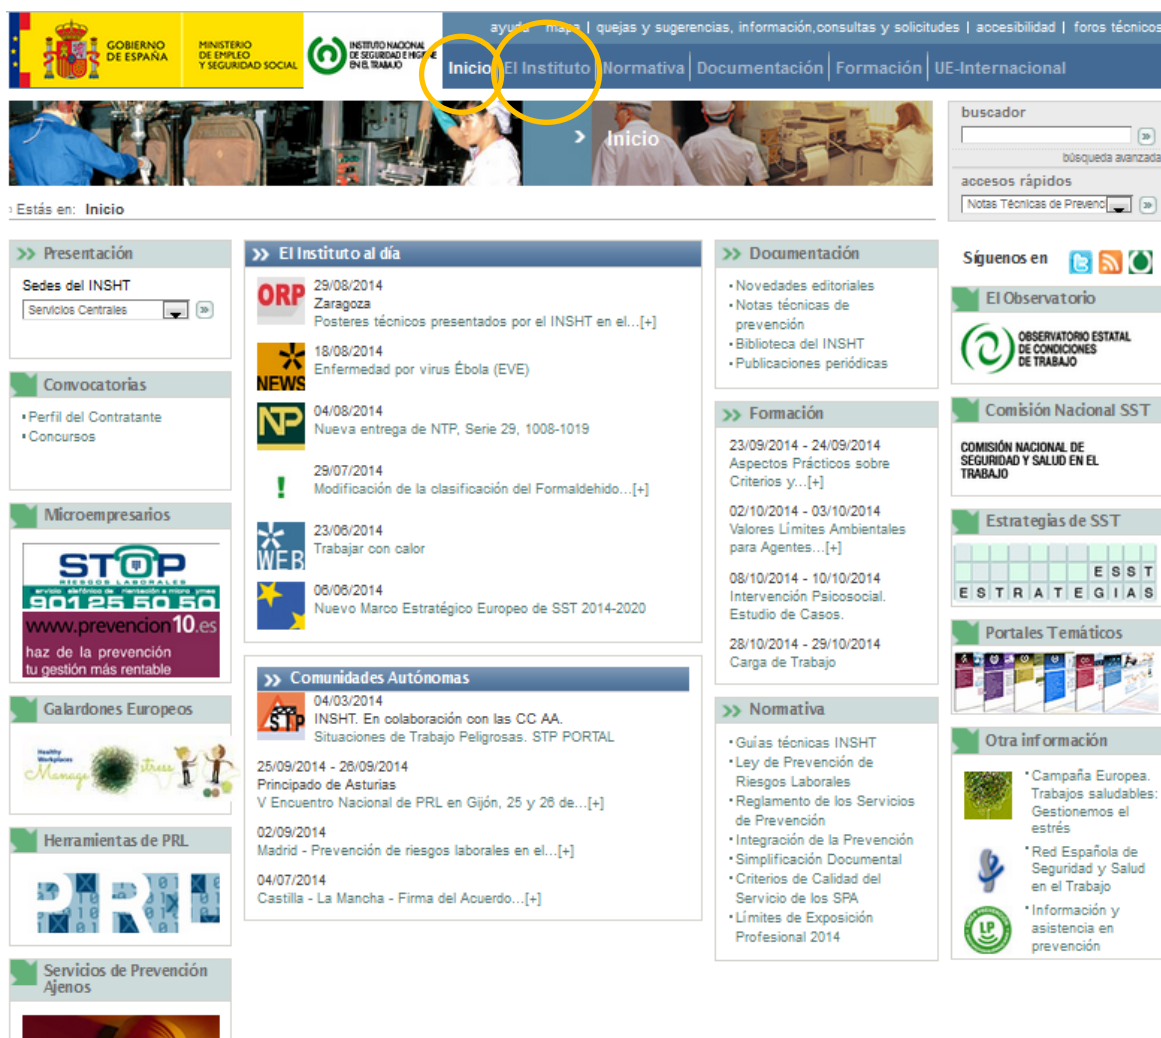 GOBIERNO
DE ESPAÑA
MINISTERIO
DE EMPLEO
Y SEGURIDAD SOCIAL
INSTITUTO NACIONAL
DE SEGURIDAD E HIGIENE
EN EL TRABAJO
ayuda mapa | quejas y sugerencias, información,consultas y solicitudes | accesibilidad | foros técnicos
Inicio El Instituto Normativa | Documentación | Formación | UE-Internacional
> Inicio
buscador
búsqueda avanzada
accesos rápidos
Notas Técnicas de Prevenci
Estás en: Inicio
Presentación
Sedes del INSHT
Servicios Centrales
Convocatorias
Perfil del Contratante
Concursos
Microempresarios
STOP
RIESGOS LABORALES
901 25 50 50
www.prevencion10.es
haz de la prevención
tu gestión más rentable
Galardones Europeos
Healthy
Workplaces
Manage stress
Herramientas de PRL
PRL
Servicios de Prevención
Ajenos
El Instituto al día
ORP
29/08/2014
Zaragoza
Posteres técnicos presentados por el INSHT en el...[+]
NEWS
18/08/2014
Enfermedad por virus Ébola (EVE)
NP
04/08/2014
Nueva entrega de NTP, Serie 29, 1008-1019
!
29/07/2014
Modificación de la clasificación del Formaldehido...[+]
WEB
23/06/2014
Trabajar con calor
06/06/2014
Nuevo Marco Estratégico Europeo de SST 2014-2020
Comunidades Autónomas
STP
04/03/2014
INSHT. En colaboración con las CC AA.
Situaciones de Trabajo Peligrosas. STP PORTAL
25/09/2014 - 26/09/2014
Principado de Asturias
V Encuentro Nacional de PRL en Gijón, 25 y 26 de...[+]
02/09/2014
Madrid - Prevención de riesgos laborales en el...[+]
04/07/2014
Castilla - La Mancha - Firma del Acuerdo...[+]
Documentación
Novedades editoriales
Notas técnicas de
prevención
Biblioteca del INSHT
Publicaciones periódicas
Formación
23/09/2014 - 24/09/2014
Aspectos Prácticos sobre
Criterios y...[+]
02/10/2014 - 03/10/2014
Valores Límites Ambientales
para Agentes...[+]
08/10/2014 - 10/10/2014
Intervención Psicosocial.
Estudio de Casos.
28/10/2014 - 29/10/2014
Carga de Trabajo
Normativa
Guías técnicas INSHT
Ley de Prevención de
Riesgos Laborales
Reglamento de los Servicios
de Prevención
Integración de la Prevención
Simplificación Documental
Criterios de Calidad del
Servicio de los SPA
Límites de Exposición
Profesional 2014
Síguenos en
El Observatorio
OBSERVATORIO ESTATAL
DE CONDICIONES
DE TRABAJO
Comisión Nacional SST
COMISIÓN NACIONAL DE
SEGURIDAD Y SALUD EN EL
TRABAJO
Estrategias de SST
ESST
ESTRATEGIAS
Portales Temáticos
Otra información
Campaña Europea.
Trabajos saludables:
Gestionemos el
estrés
Red Española de
Seguridad y Salud
en el Trabajo
LP
Información y
asistencia en
prevención